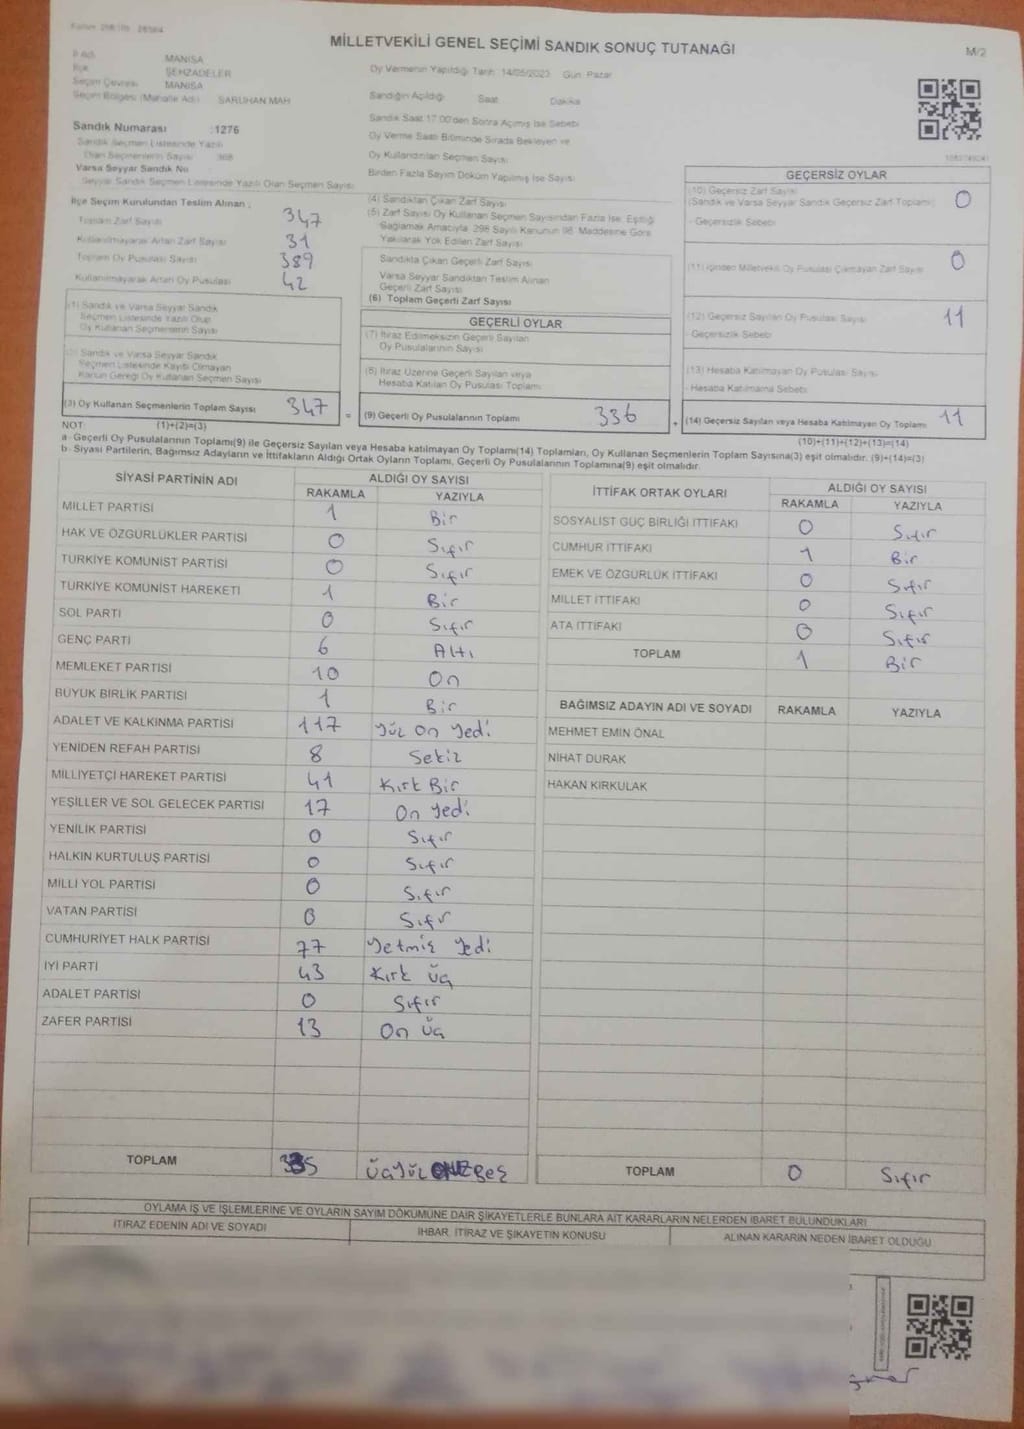 MİLLETVEKİLİ GENEL SEÇİMİ SANDIK SONUÇ TUTANAĞI
M/2
İl Adı MANİSA
İlçe ŞEHZADELER
Seçim Çevresi MANİSA
Seçim Bölgesi (Mahalle Adı) SARUHAN MAH
Oy Vermenin Yapıldığı Tarih 14/05/2023 Gün Pazar
Sandığın Açıldığı Saat Dakika
Sandık Saat 17.00'den Sonra Açılmış İse Sebebi
Oy Verme Saati Bitiminde Sırada Bekleyen ve
Oy Kullandırılan Seçmen Sayısı
Birden Fazla Sayım Döküm Yapılmış İse Sayısı
Sandık Numarası :1276
Sandık Seçmen Listesinde Yazılı
Olan Seçmenlerin Sayısı 368
Varsa Seyyar Sandık No
Seyyar Sandık Seçmen Listesinde Yazılı Olan Seçmen Sayısı
İlçe Seçim Kurulundan Teslim Alınan ;
Toplam Zarf Sayısı 347
Kullanılmayarak Artan Zarf Sayısı 31
Toplam Oy Pusulası Sayısı 389
Kullanılmayarak Artan Oy Pusulası 42
(1) Sandık ve Varsa Seyyar Sandık
Seçmen Listesinde Yazılı Olup
Oy Kullanan Seçmenlerin Sayısı
(2) Sandık ve Varsa Seyyar Sandık
Seçmen Listesinde Kaydı Olmayan
Kanun Gereği Oy Kullanan Seçmen Sayısı
(3) Oy Kullanan Seçmenlerin Toplam Sayısı 347 =
(4) Sandıktan Çıkan Zarf Sayısı
(5) Zarf Sayısı Oy Kullanan Seçmen Sayısından Fazla İse, Eşitliği
Sağlamak Amacıyla 298 Sayılı Kanunun 98. Maddesine Göre
Yakılarak Yok Edilen Zarf Sayısı
Sandıkta Çıkan Geçerli Zarf Sayısı
Varsa Seyyar Sandıktan Teslim Alınan
Geçerli Zarf Sayısı
(6) Toplam Geçerli Zarf Sayısı
GEÇERLİ OYLAR
(7) İtiraz Edilmeksizin Geçerli Sayılan
Oy Pusulalarının Sayısı
(8) İtiraz Üzerine Geçerli Sayılan veya
Hesaba Katılan Oy Pusulası Toplamı
(9) Geçerli Oy Pusulalarının Toplamı 336 +
GEÇERSİZ OYLAR
(10) Geçersiz Zarf Sayısı
(Sandık ve Varsa Seyyar Sandık Geçersiz Zarf Toplamı) 0
- Geçersizlik Sebebi
(11) İçinden Milletvekili Oy Pusulası Çıkmayan Zarf Sayısı 0
(12) Geçersiz Sayılan Oy Pusulası Sayısı 11
- Geçersizlik Sebebi
(13) Hesaba Katılmayan Oy Pusulası Sayısı
- Hesaba Katılmama Sebebi
(14) Geçersiz Sayılan veya Hesaba Katılmayan Oy Toplamı 11
NOT: (1)+(2)=(3)
(10)+(11)+(12)+(13)=(14)
a- Geçerli Oy Pusulalarının Toplamı(9) ile Geçersiz Sayılan veya Hesaba katılmayan Oy Toplamı(14) Toplamları, Oy Kullanan Seçmenlerin Toplam Sayısına(3) eşit olmalıdır. (9)+(14)=(3)
b- Siyasi Partilerin, Bağımsız Adayların ve İttifakların Aldığı Ortak Oyların Toplamı, Geçerli Oy Pusulalarının Toplamına(9) eşit olmalıdır.
SİYASİ PARTİNİN ADI ALDIĞI OY SAYISI
RAKAMLA YAZIYLA
MİLLET PARTİSİ 1 Bir
HAK VE ÖZGÜRLÜKLER PARTİSİ 0 Sıfır
TÜRKİYE KOMÜNİST PARTİSİ 0 Sıfır
TÜRKİYE KOMÜNİST HAREKETİ 1 Bir
SOL PARTİ 0 Sıfır
GENÇ PARTİ 6 Altı
MEMLEKET PARTİSİ 10 On
BÜYÜK BİRLİK PARTİSİ 1 Bir
ADALET VE KALKINMA PARTİSİ 117 Yüz On Yedi
YENİDEN REFAH PARTİSİ 8 Sekiz
MİLLİYETÇİ HAREKET PARTİSİ 41 Kırk Bir
YEŞİLLER VE SOL GELECEK PARTİSİ 17 On Yedi
YENİLİK PARTİSİ 0 Sıfır
HALKIN KURTULUŞ PARTİSİ 0 Sıfır
MİLLİ YOL PARTİSİ 0 Sıfır
VATAN PARTİSİ 0 Sıfır
CUMHURİYET HALK PARTİSİ 77 Yetmiş Yedi
İYİ PARTİ 43 Kırk Üç
ADALET PARTİSİ 0 Sıfır
ZAFER PARTİSİ 13 On Üç
TOPLAM 335 Üçyüz Beş
İTTİFAK ORTAK OYLARI ALDIĞI OY SAYISI
RAKAMLA YAZIYLA
SOSYALİST GÜÇ BİRLİĞİ İTTİFAKI 0 Sıfır
CUMHUR İTTİFAKI 1 Bir
EMEK VE ÖZGÜRLÜK İTTİFAKI 0 Sıfır
MİLLET İTTİFAKI 0 Sıfır
ATA İTTİFAKI 0 Sıfır
TOPLAM 1 Bir
BAĞIMSIZ ADAYIN ADI VE SOYADI RAKAMLA YAZIYLA
MEHMET EMİN ÖNAL
NİHAT DURAK
HAKAN KIRKULAK
TOPLAM 0 Sıfır
OYLAMA İŞ VE İŞLEMLERİNE VE OYLARIN SAYIM DÖKÜMÜNE DAİR ŞİKAYETLERLE BUNLARA AİT KARARLARIN NELERDEN İBARET BULUNDUKLARI
İTİRAZ EDENİN ADI VE SOYADI İHBAR, İTİRAZ VE ŞİKAYETİN KONUSU ALINAN KARARIN NEDEN İBARET OLDUĞU